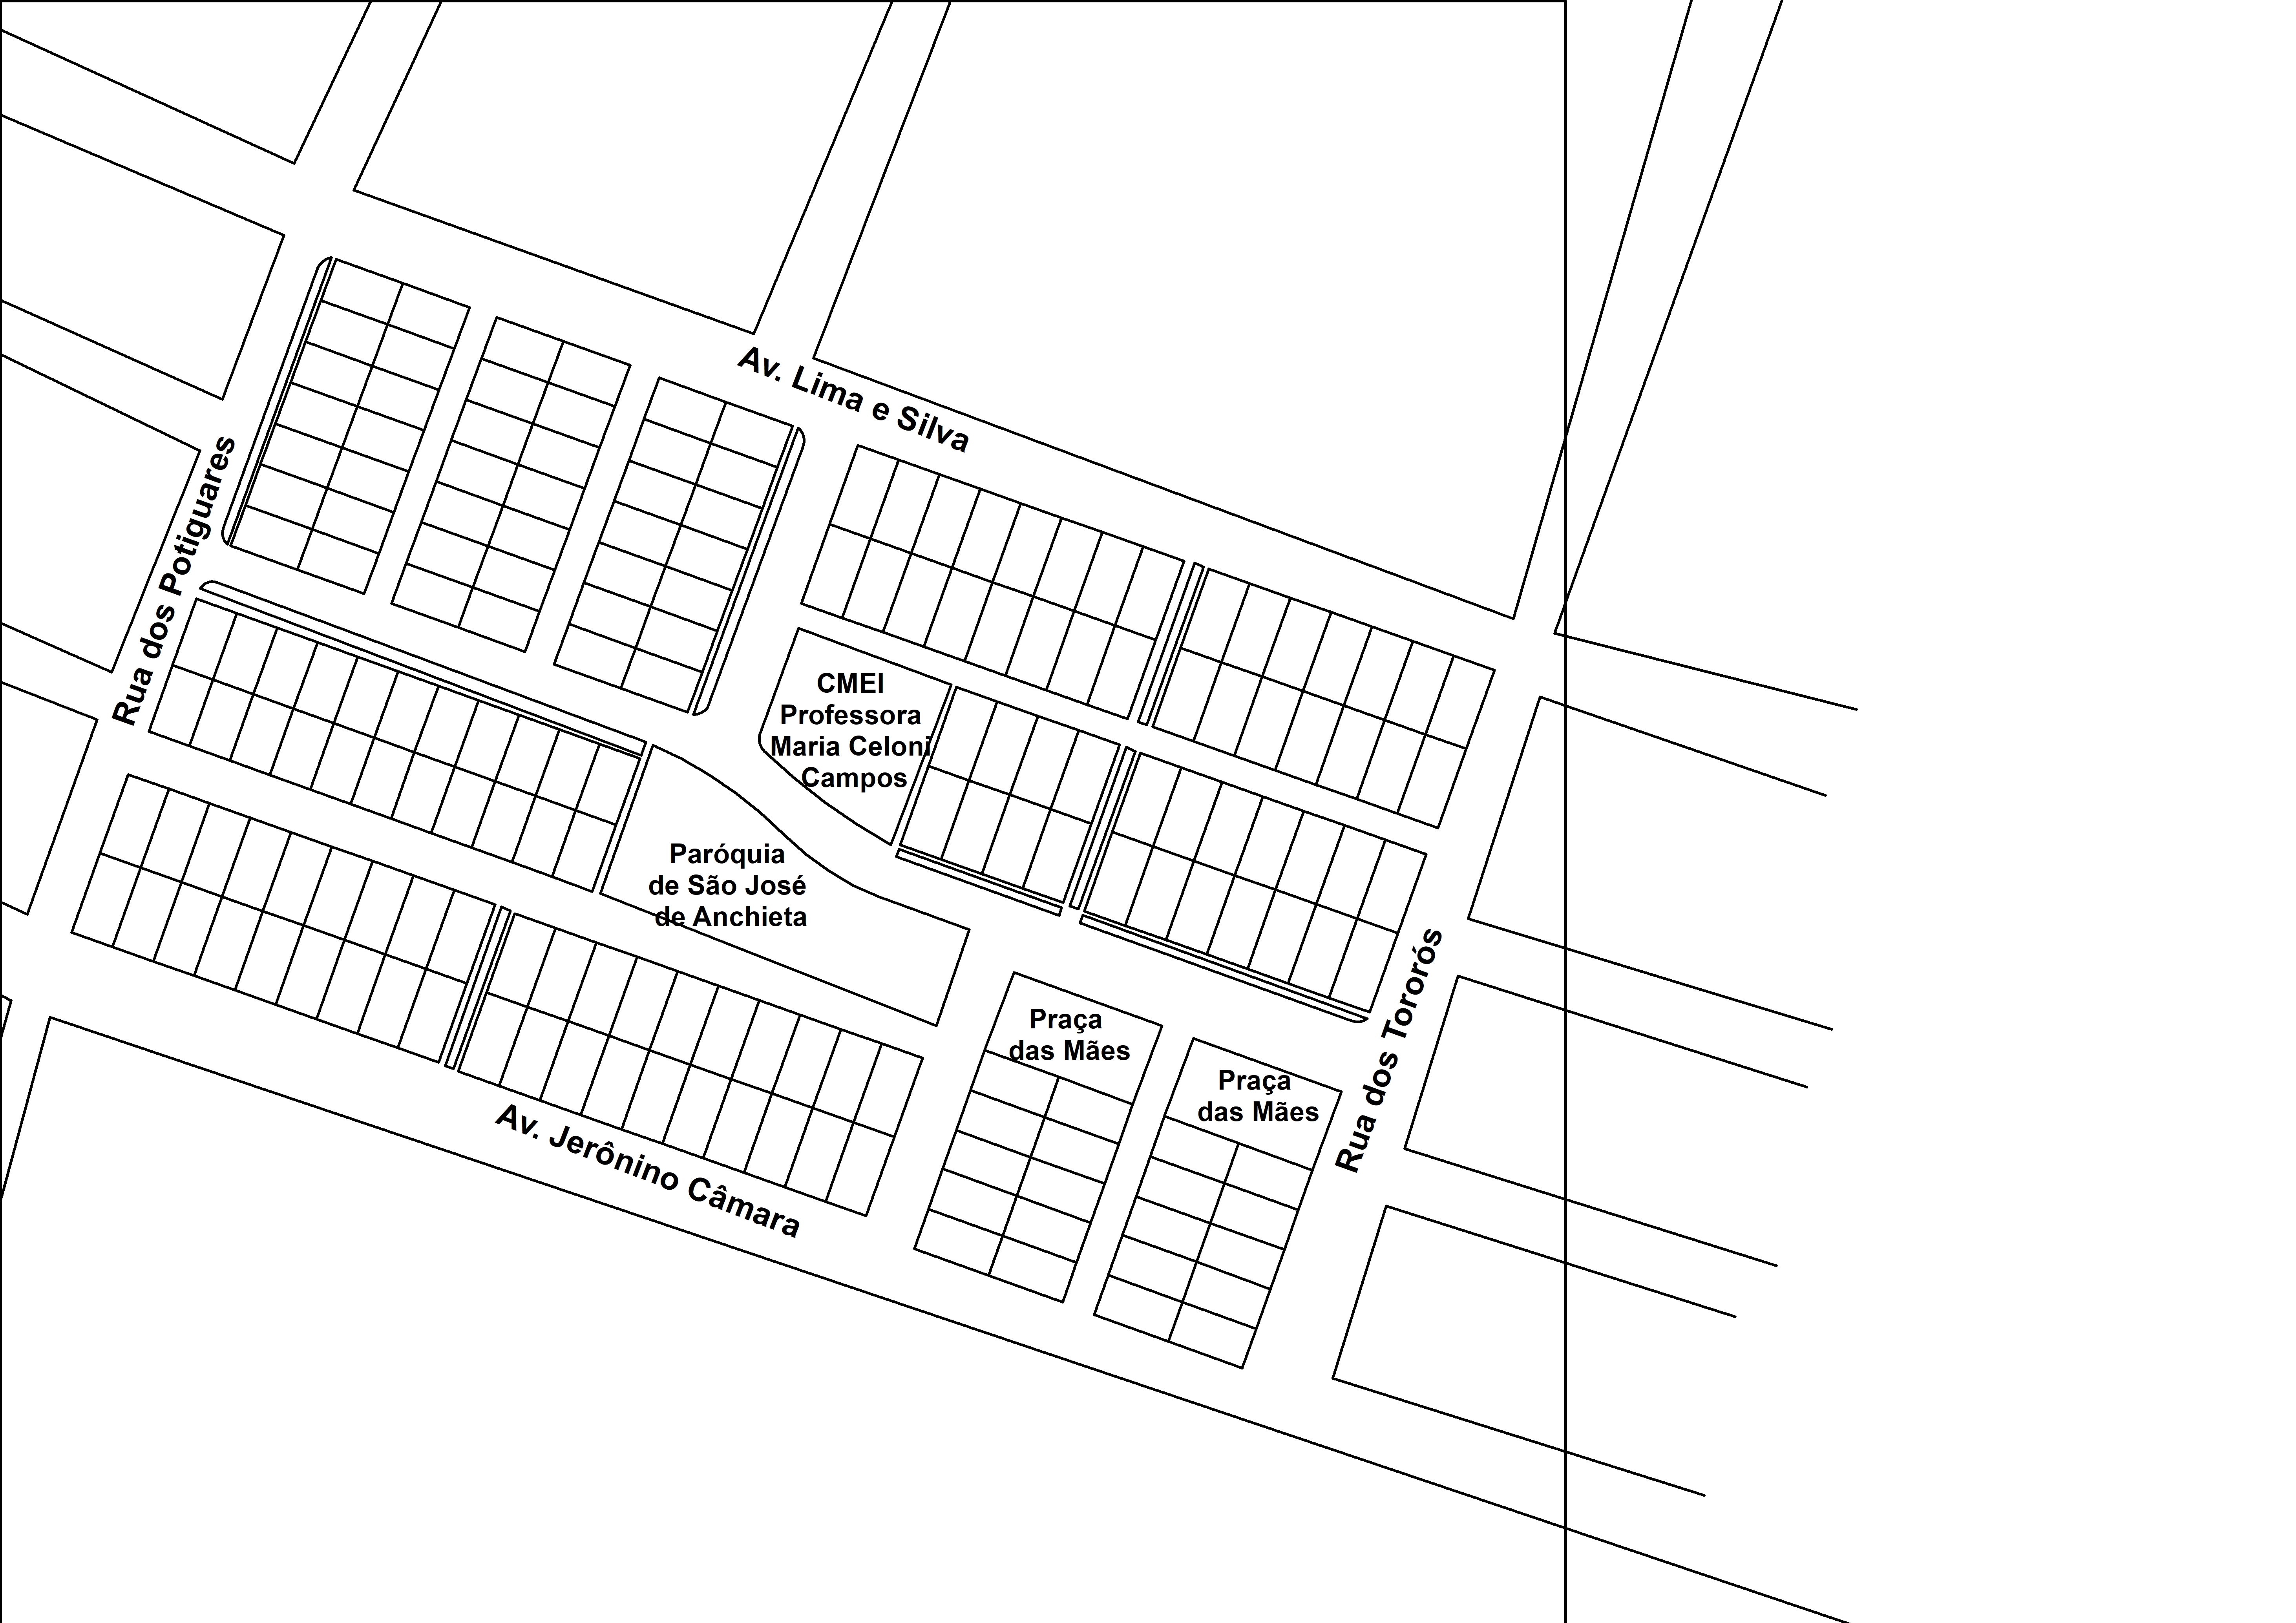 Av. Lima e Silva
Rua dos Potiguares
CMEI
Professora
Maria Celoni
Campos
Paróquia
de São José
de Anchieta
Praça
das Mães
Praça
das Mães
Rua dos Tororós
Av. Jerônino Câmara